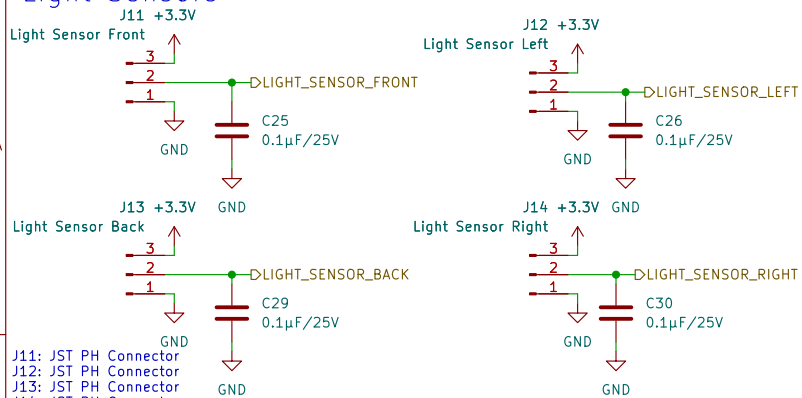 J11 +3.3V
Light Sensor Front
3
2
1
LIGHT_SENSOR_FRONT
C25
0.1µF/25V
GND
GND
J12 +3.3V
Light Sensor Left
3
2
1
LIGHT_SENSOR_LEFT
C26
0.1µF/25V
GND
GND
J13 +3.3V
Light Sensor Back
3
2
1
LIGHT_SENSOR_BACK
C29
0.1µF/25V
GND
GND
J14 +3.3V
Light Sensor Right
3
2
1
LIGHT_SENSOR_RIGHT
C30
0.1µF/25V
GND
GND
J11: JST PH Connector
J12: JST PH Connector
J13: JST PH Connector